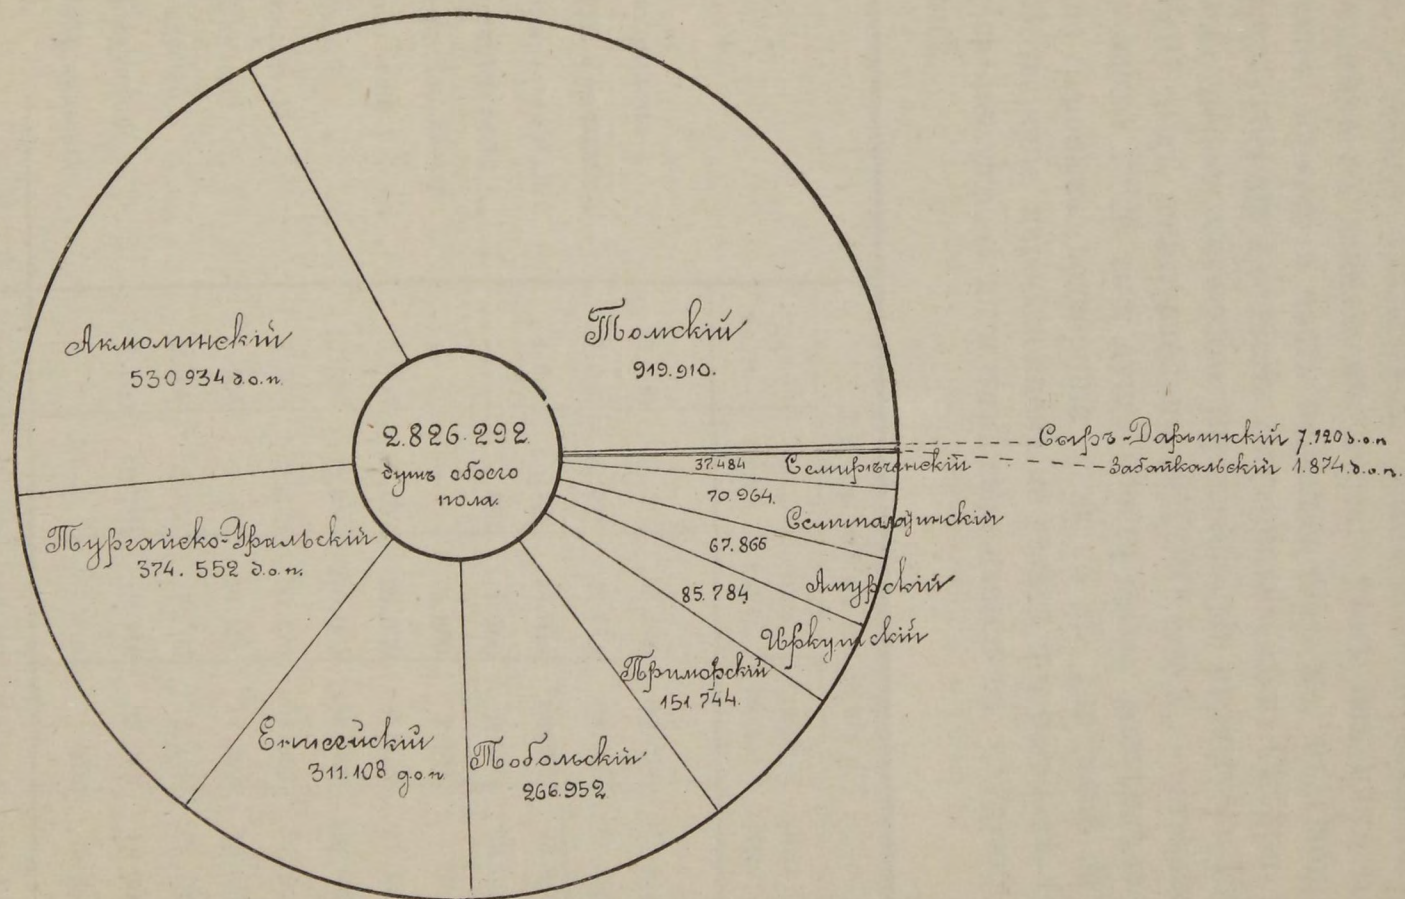 Томскій
919.910.
Акмолинскій
530 934 д.о.п.
2.826.292
душъ обоего
пола.
Сыръ-Дарьинскій 7.120 д.о.п
Забайкальскій 1.874. д.о.п.
37.484 Семирѣченскій
70.964.
Семипалатинскій
67.866
Амурскій
85.784
Иркутскій
Приморскій
151.744.
Тургайско-Уральскій
374.552 д.о.п.
Енисейскій
311.108 д.о.п
Тобольскій
266.952